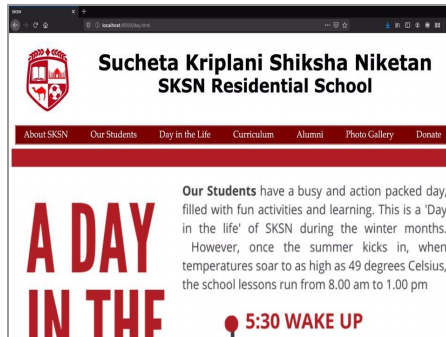 SKSN
localhost:8000/day.html
Sucheta Kriplani Shiksha Niketan
SKSN Residential School
About SKSN Our Students Day in the Life Curriculum Alumni Photo Gallery Donate
Our Students have a busy and action packed day,
filled with fun activities and learning. This is a 'Day
in the life' of SKSN during the winter months.
However, once the summer kicks in, when
temperatures soar to as high as 49 degrees Celsius,
the school lessons run from 8.00 am to 1.00 pm
A DAY
IN THE
5:30 WAKE UP